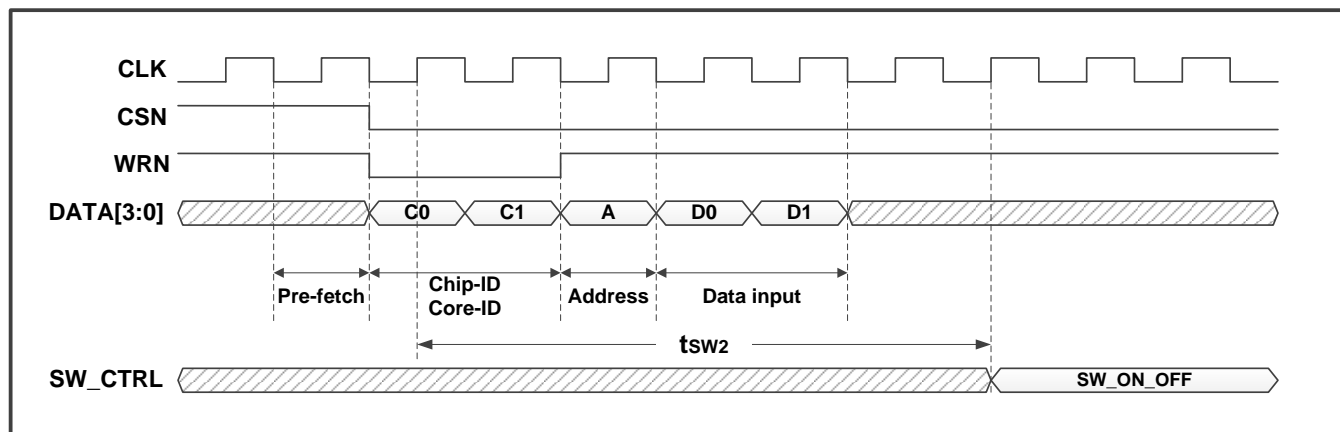 CLK
CSN
WRN
DATA[3:0] C0 C1 A D0 D1
Pre-fetch Chip-ID Address Data input
Core-ID
tSW2
SW_CTRL SW_ON_OFF